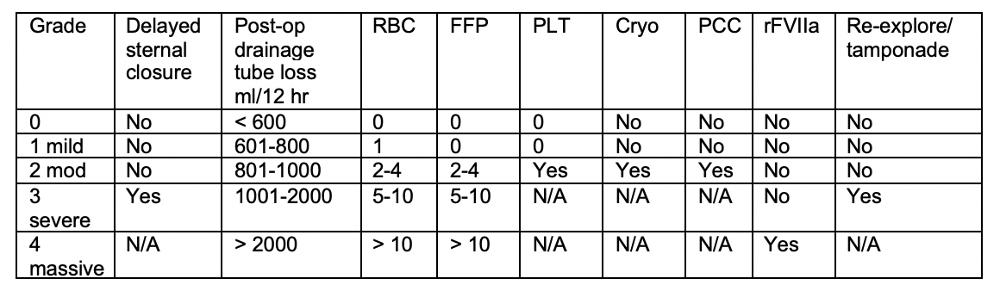 Grade Delayed sternal closure Post-op drainage tube loss ml/12 hr RBC FFP PLT Cryo PCC rFVIIa Re-explore/ tamponade
0 No < 600 0 0 0 No No No No
1 mild No 601-800 1 0 0 No No No No
2 mod No 801-1000 2-4 2-4 Yes Yes Yes No No
3 severe Yes 1001-2000 5-10 5-10 N/A N/A N/A No Yes
4 massive N/A > 2000 > 10 > 10 N/A N/A N/A Yes N/A